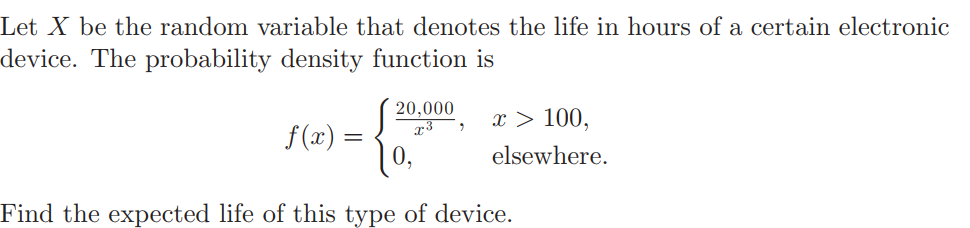 Let X be the random variable that denotes the life in hours of a certain electronic
device. The probability density function is
f(x) = { 20,000/x³, x > 100,
0, elsewhere.
Find the expected life of this type of device.